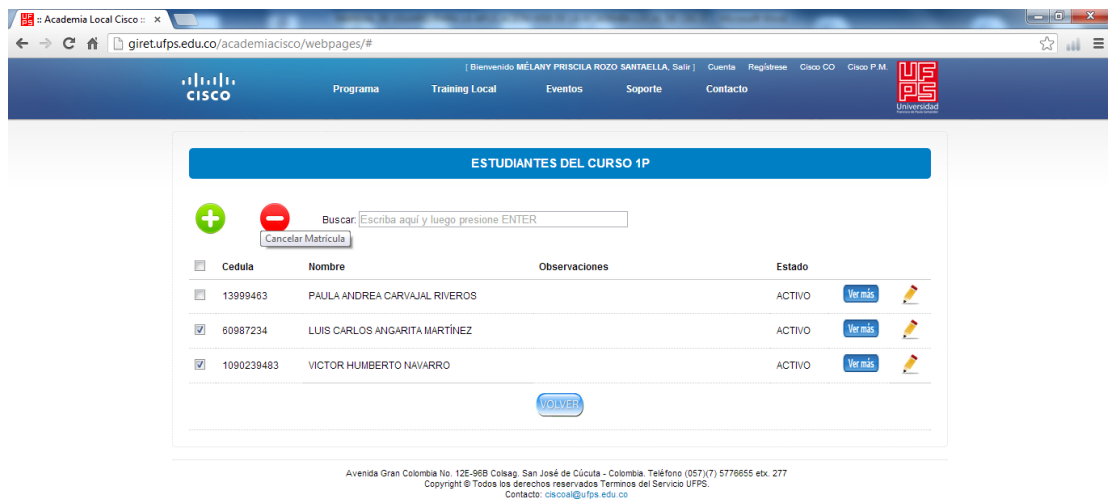 :: Academia Local Cisco ::
giret.ufps.edu.co/academiacisco/webpages/#
[ Bienvenido MÉLANY PRISCILA ROZO SANTAELLA, Salir ] Cuenta Regístrese Cisco CO Cisco P.M.
CISCO Programa Training Local Eventos Soporte Contacto
UFPS
Universidad
ESTUDIANTES DEL CURSO 1P
Buscar: Escriba aquí y luego presione ENTER
Cancelar Matrícula
Cedula Nombre Observaciones Estado
13999463 PAULA ANDREA CARVAJAL RIVEROS ACTIVO Ver más
60987234 LUIS CARLOS ANGARITA MARTÍNEZ ACTIVO Ver más
1090239483 VICTOR HUMBERTO NAVARRO ACTIVO Ver más
VOLVER
Avenida Gran Colombia No. 12E-96B Colsag. San José de Cúcuta - Colombia. Teléfono (057)(7) 5776655 etx. 277
Copyright © Todos los derechos reservados Terminos del Servicio UFPS.
Contacto: ciscoal@ufps.edu.co